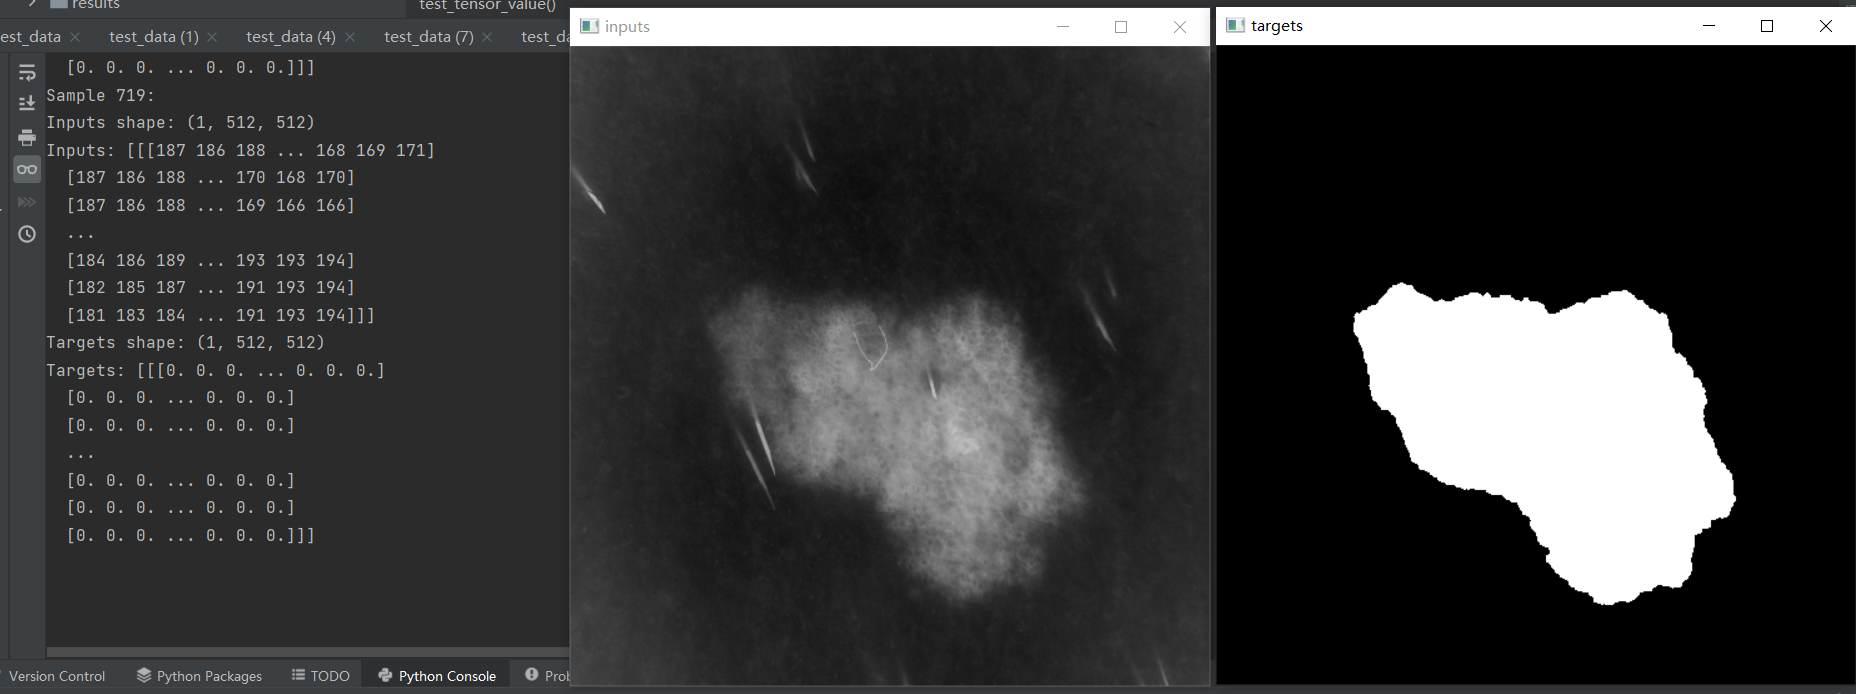 results
test_tensor_value()
est_data
test_data (1)
test_data (4)
test_data (7)
test_da
inputs
targets
[0. 0. 0. ... 0. 0. 0.]]]
Sample 719:
Inputs shape: (1, 512, 512)
Inputs: [[[187 186 188 ... 168 169 171]
[187 186 188 ... 170 168 170]
[187 186 188 ... 169 166 166]
...
[184 186 189 ... 193 193 194]
[182 185 187 ... 191 193 194]
[181 183 184 ... 191 193 194]]]
Targets shape: (1, 512, 512)
Targets: [[[0. 0. 0. ... 0. 0. 0.]
[0. 0. 0. ... 0. 0. 0.]
[0. 0. 0. ... 0. 0. 0.]
...
[0. 0. 0. ... 0. 0. 0.]
[0. 0. 0. ... 0. 0. 0.]
[0. 0. 0. ... 0. 0. 0.]]]
Version Control
Python Packages
TODO
Python Console
Prob